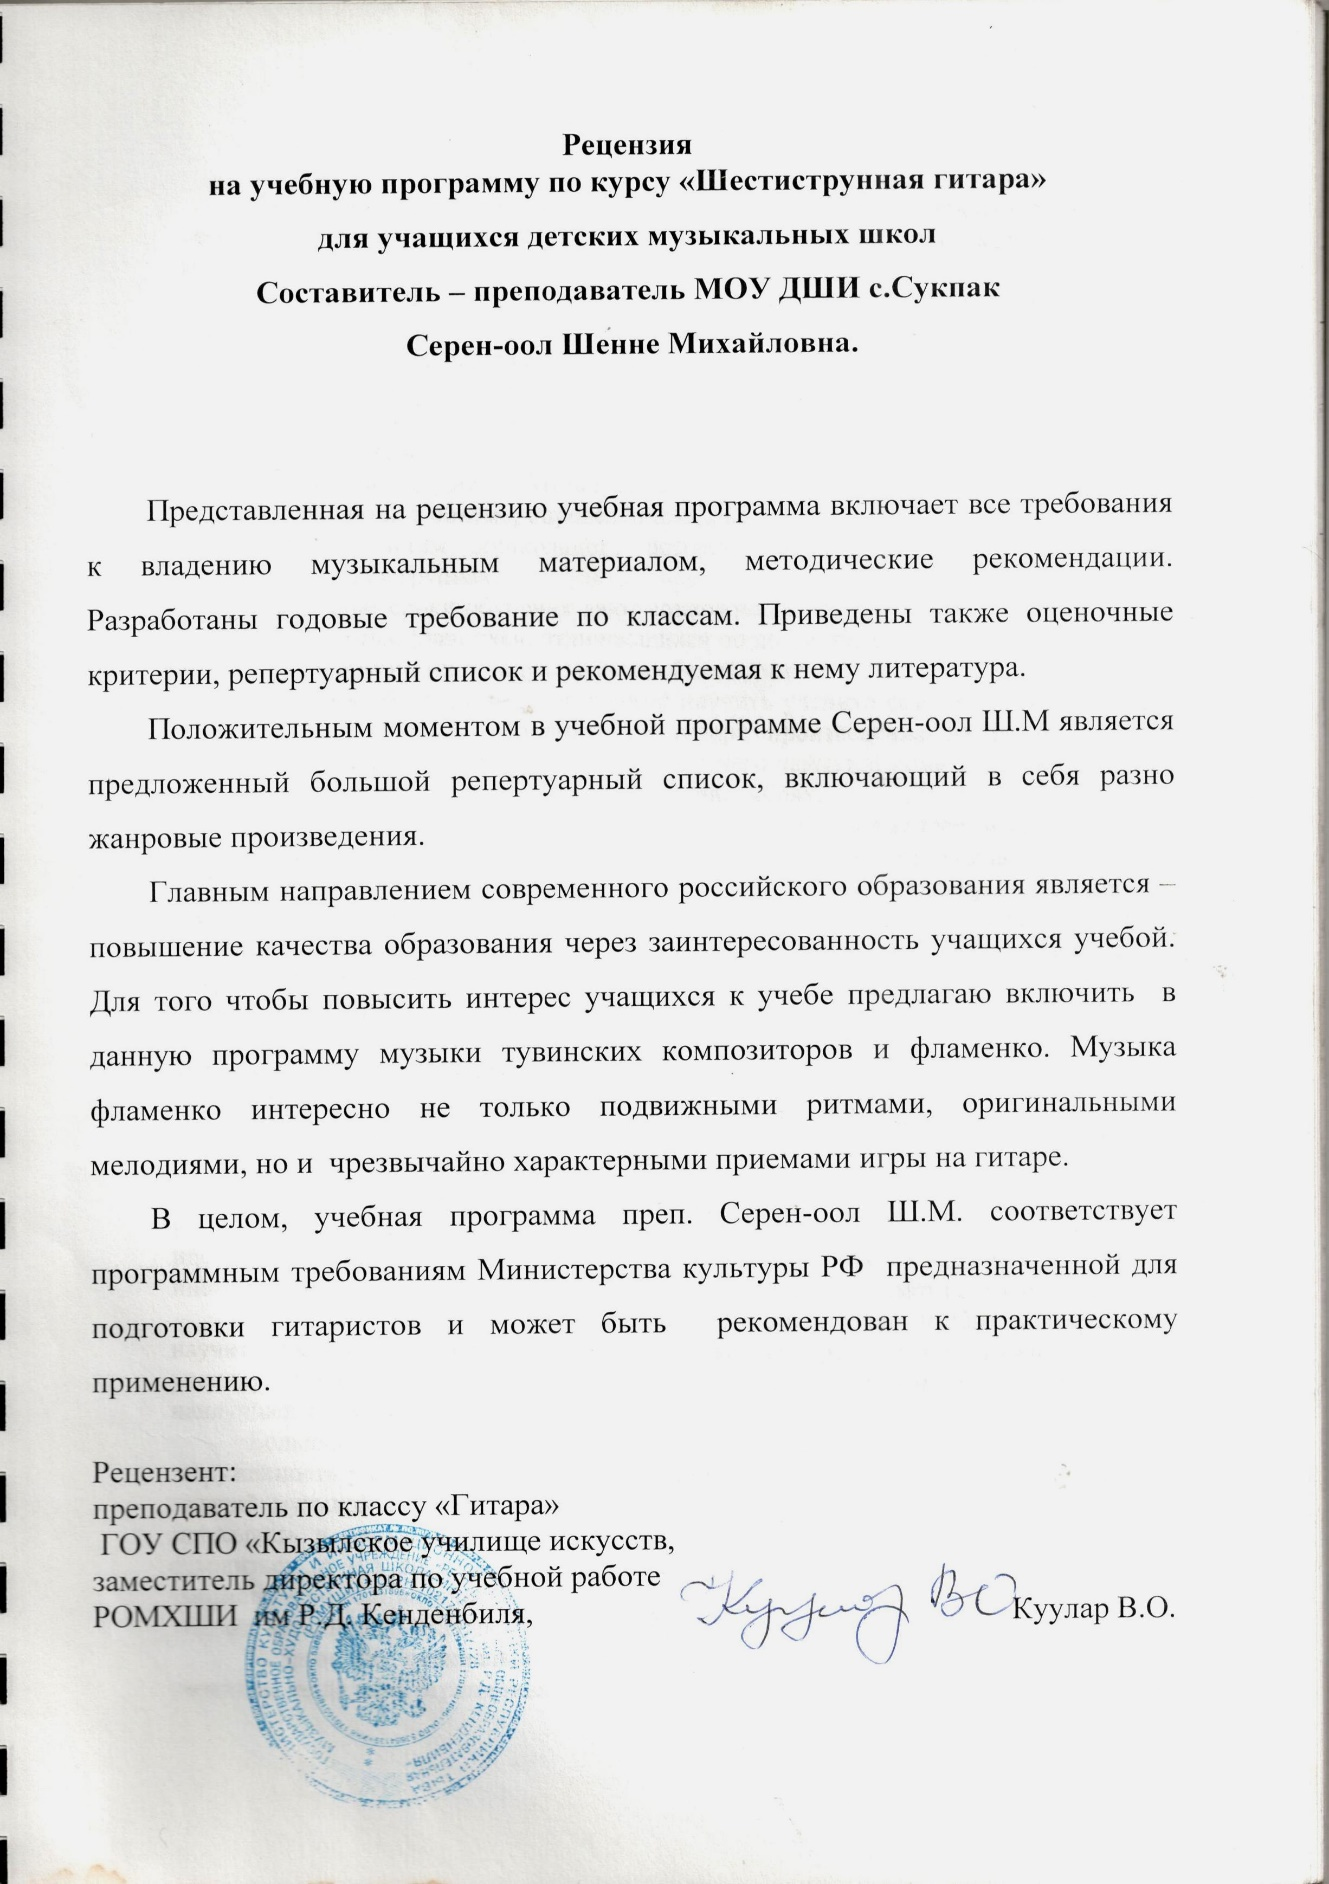 Рецензия
на учебную программу по курсу «Шестиструнная гитара»
для учащихся детских музыкальных школ
Составитель – преподаватель МОУ ДШИ с.Сукпак
Серен-оол Шенне Михайловна.
Представленная на рецензию учебная программа включает все требования
к владению музыкальным материалом, методические рекомендации.
Разработаны годовые требование по классам. Приведены также оценочные
критерии, репертуарный список и рекомендуемая к нему литература.
Положительным моментом в учебной программе Серен-оол Ш.М является
предложенный большой репертуарный список, включающий в себя разно
жанровые произведения.
Главным направлением современного российского образования является –
повышение качества образования через заинтересованность учащихся учебой.
Для того чтобы повысить интерес учащихся к учебе предлагаю включить в
данную программу музыки тувинских композиторов и фламенко. Музыка
фламенко интересно не только подвижными ритмами, оригинальными
мелодиями, но и чрезвычайно характерными приемами игры на гитаре.
В целом, учебная программа преп. Серен-оол Ш.М. соответствует
программным требованиям Министерства культуры РФ предназначенной для
подготовки гитаристов и может быть рекомендован к практическому
применению.
Рецензент:
преподаватель по классу «Гитара»
ГОУ СПО «Кызылское училище искусств,
заместитель директора по учебной работе
РОМХШИ им Р.Д. Кенденбиля,
Куулар В.О.